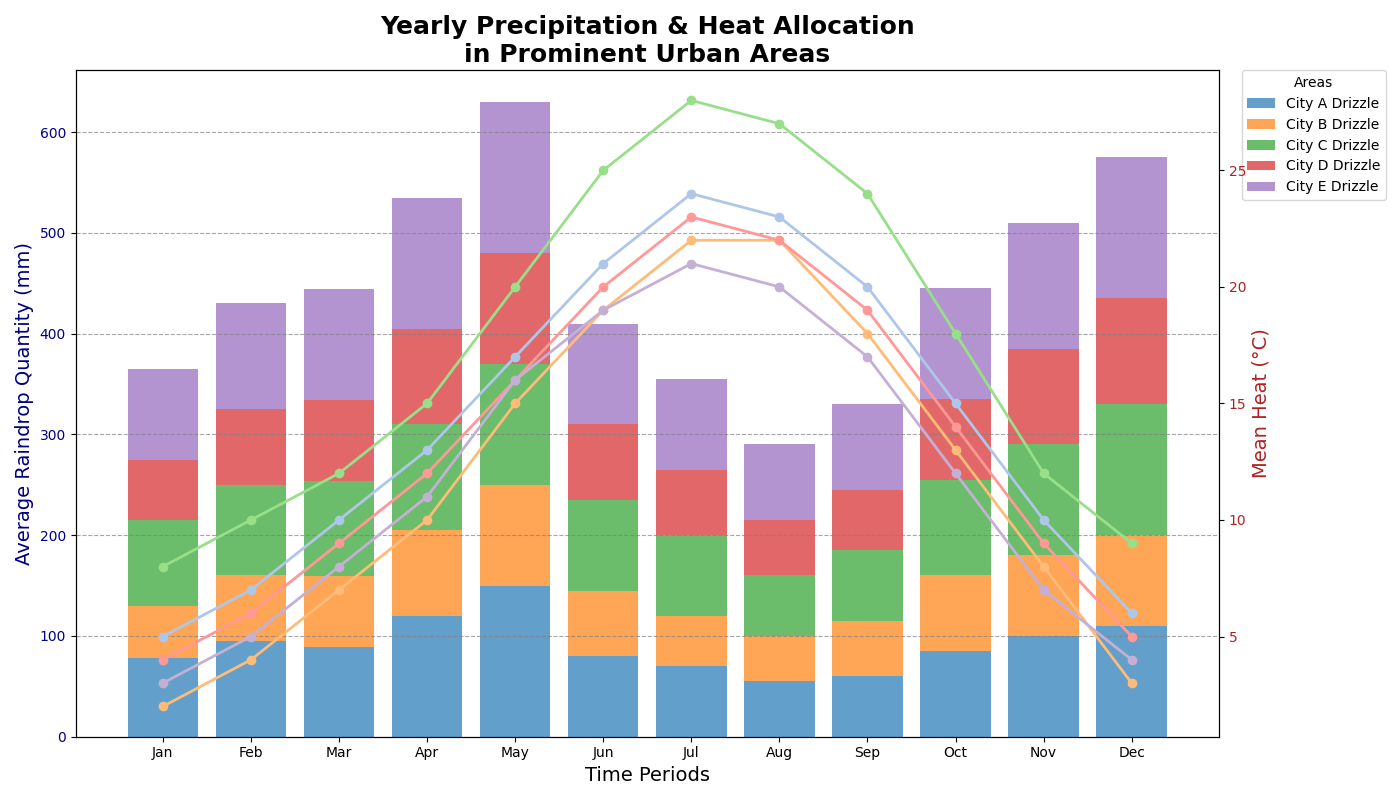 Yearly Precipitation & Heat Allocation
in Prominent Urban Areas
Average Raindrop Quantity (mm)
600
500
400
300
200
100
0
Jan Feb Mar Apr May Jun Jul Aug Sep Oct Nov Dec
Time Periods
25
20
15
10
5
Mean Heat (°C)
Areas
City A Drizzle
City B Drizzle
City C Drizzle
City D Drizzle
City E Drizzle